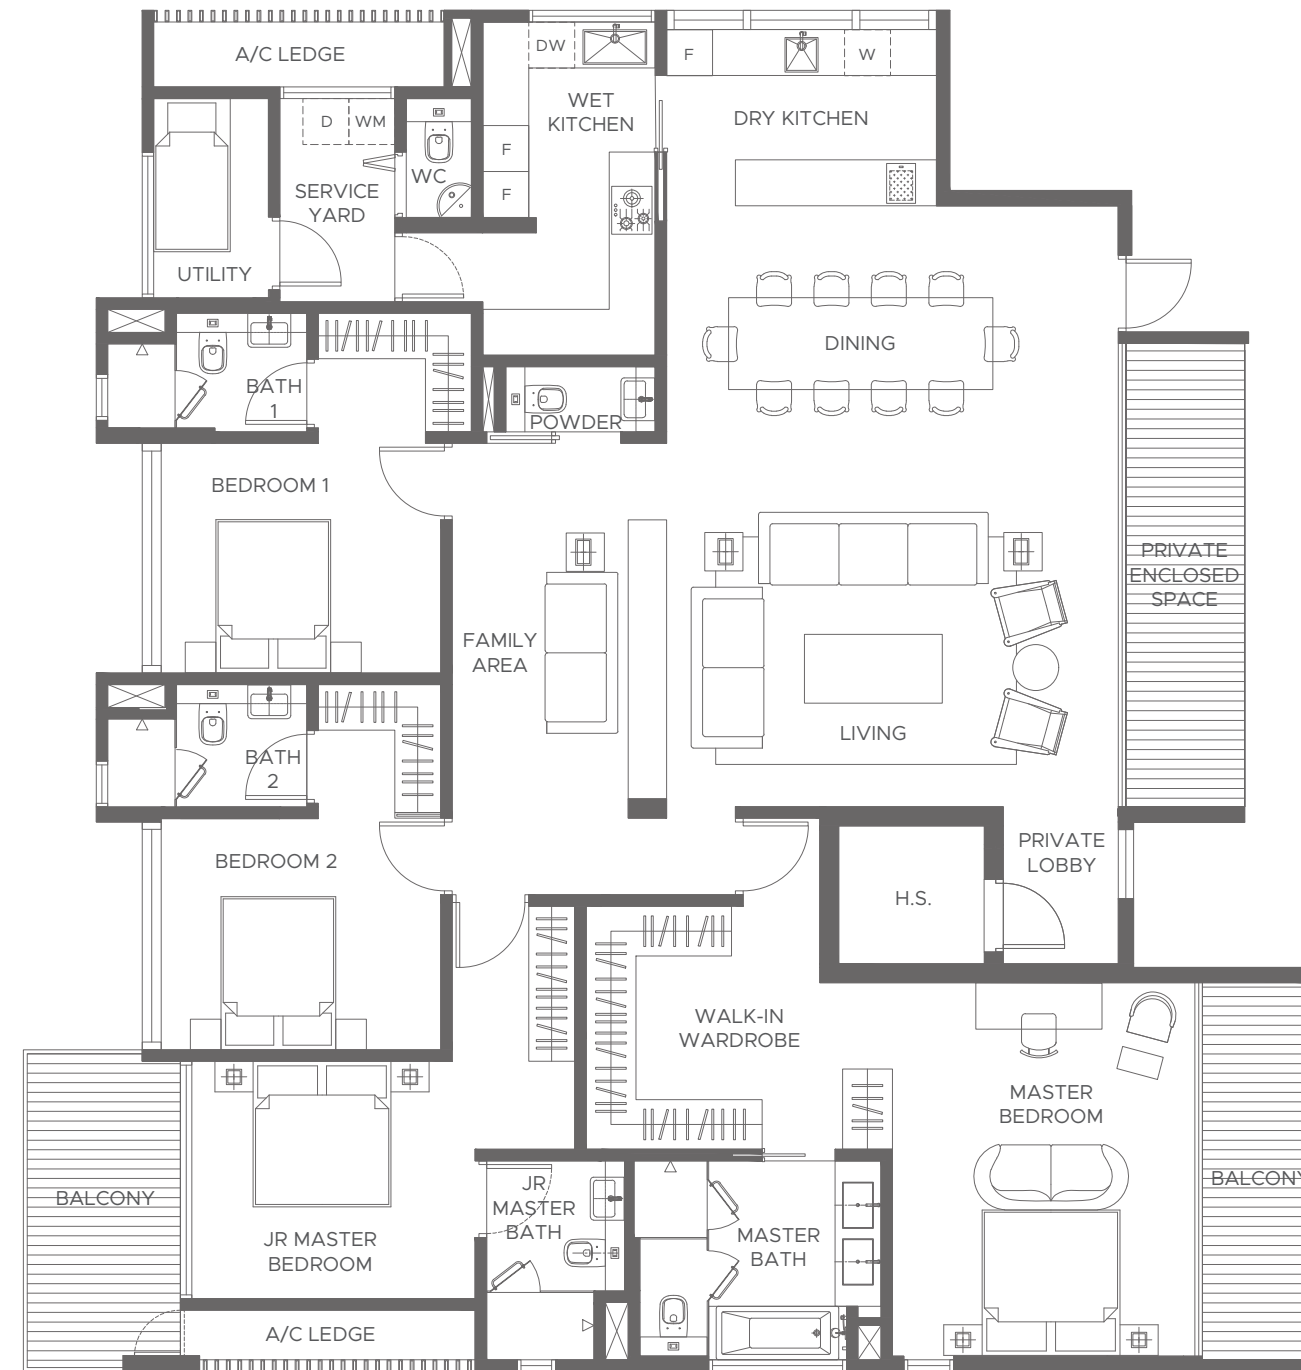 A/C LEDGE
DW
F
W
WET
KITCHEN
DRY KITCHEN
D
WM
F
WC
F
SERVICE
YARD
UTILITY
DINING
BATH
1
POWDER
BEDROOM 1
PRIVATE
ENCLOSED
SPACE
FAMILY
AREA
LIVING
BATH
2
BEDROOM 2
PRIVATE
LOBBY
H.S.
WALK-IN
WARDROBE
MASTER
BEDROOM
BALCONY
JR
MASTER
BATH
BALCONY
JR MASTER
BEDROOM
MASTER
BATH
A/C LEDGE